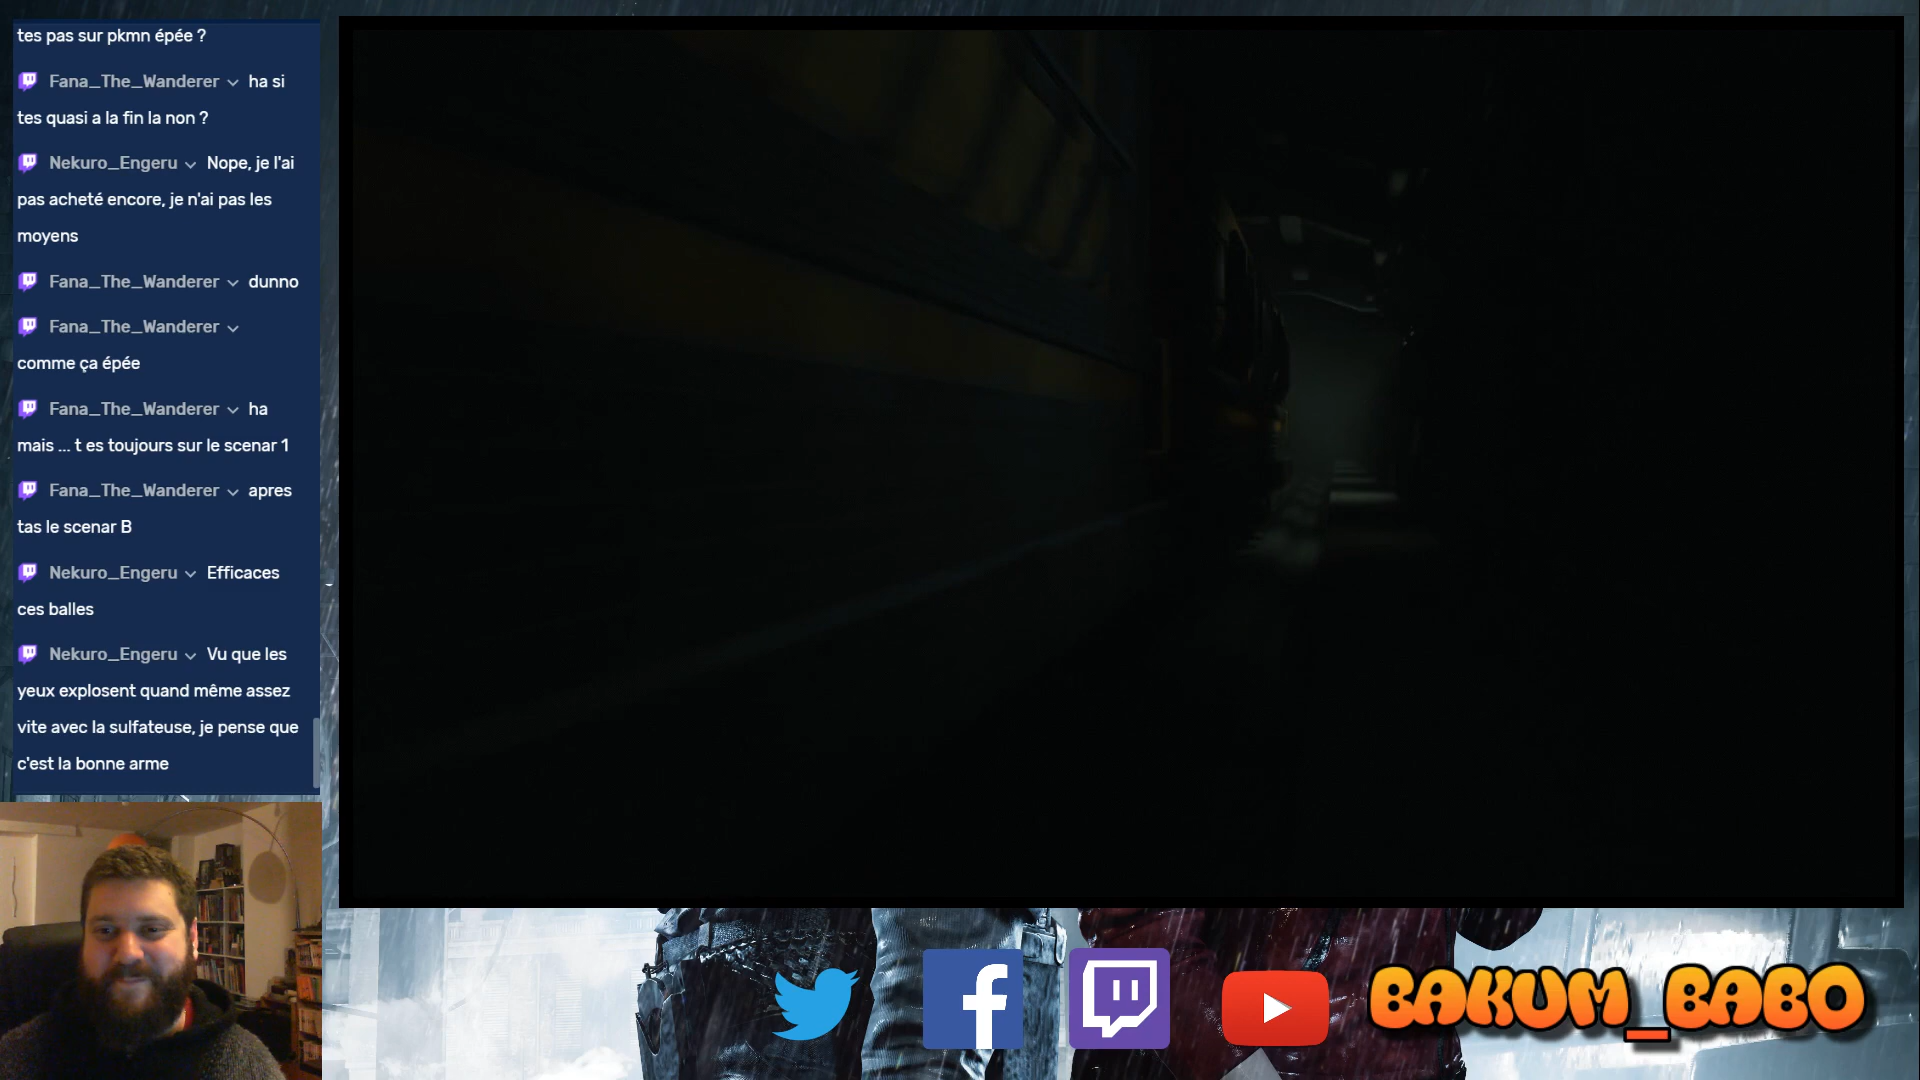 tes pas sur pkmn épée ?
Fana_The_Wanderer ha si
tes quasi a la fin la non ?
Nekuro_Engeru Nope, je l'ai
pas acheté encore, je n'ai pas les
moyens
Fana_The_Wanderer dunno
Fana_The_Wanderer
comme ça épée
Fana_The_Wanderer ha
mais ... t es toujours sur le scenar 1
Fana_The_Wanderer apres
tas le scenar B
Nekuro_Engeru Efficaces
ces balles
Nekuro_Engeru Vu que les
yeux explosent quand même assez
vite avec la sulfateuse, je pense que
c'est la bonne arme
BAKUM_BABO